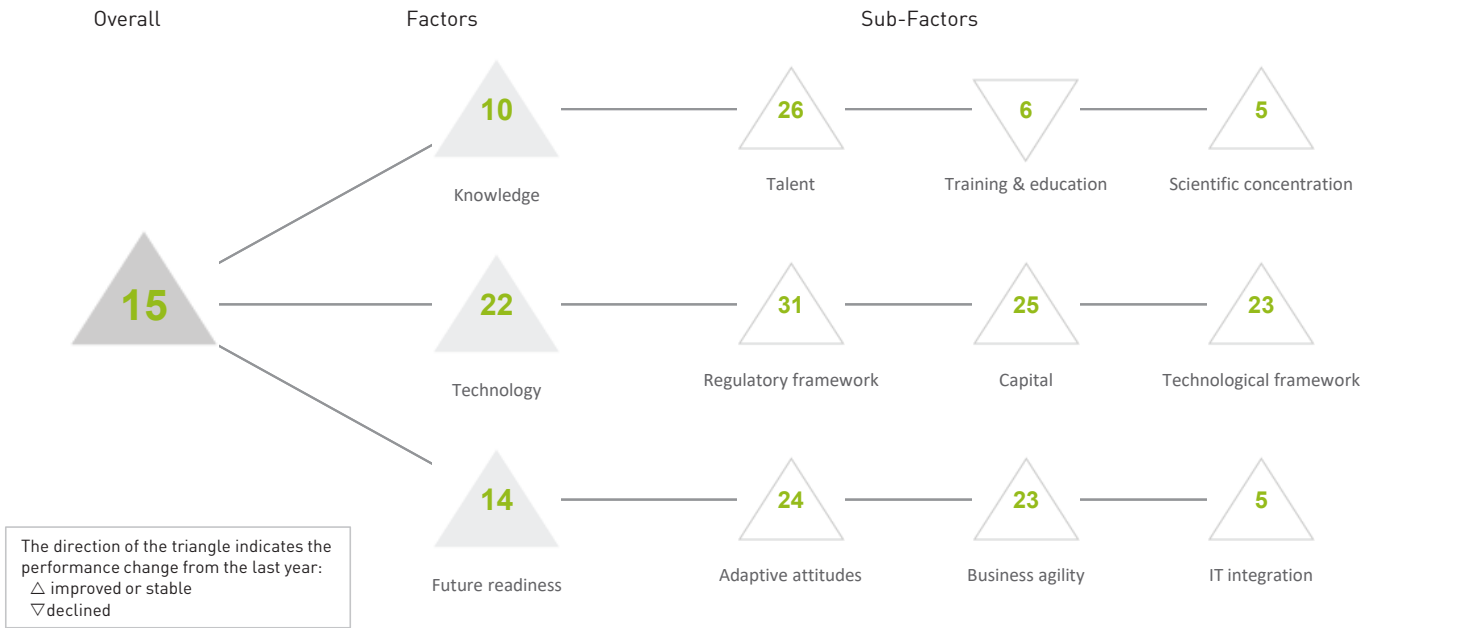 Overall
Factors
Sub-Factors
10
26
6
5
Knowledge
Talent
Training & education
Scientific concentration
15
22
31
25
23
Technology
Regulatory framework
Capital
Technological framework
14
24
23
5
Future readiness
Adaptive attitudes
Business agility
IT integration
The direction of the triangle indicates the
performance change from the last year:
△ improved or stable
▽ declined